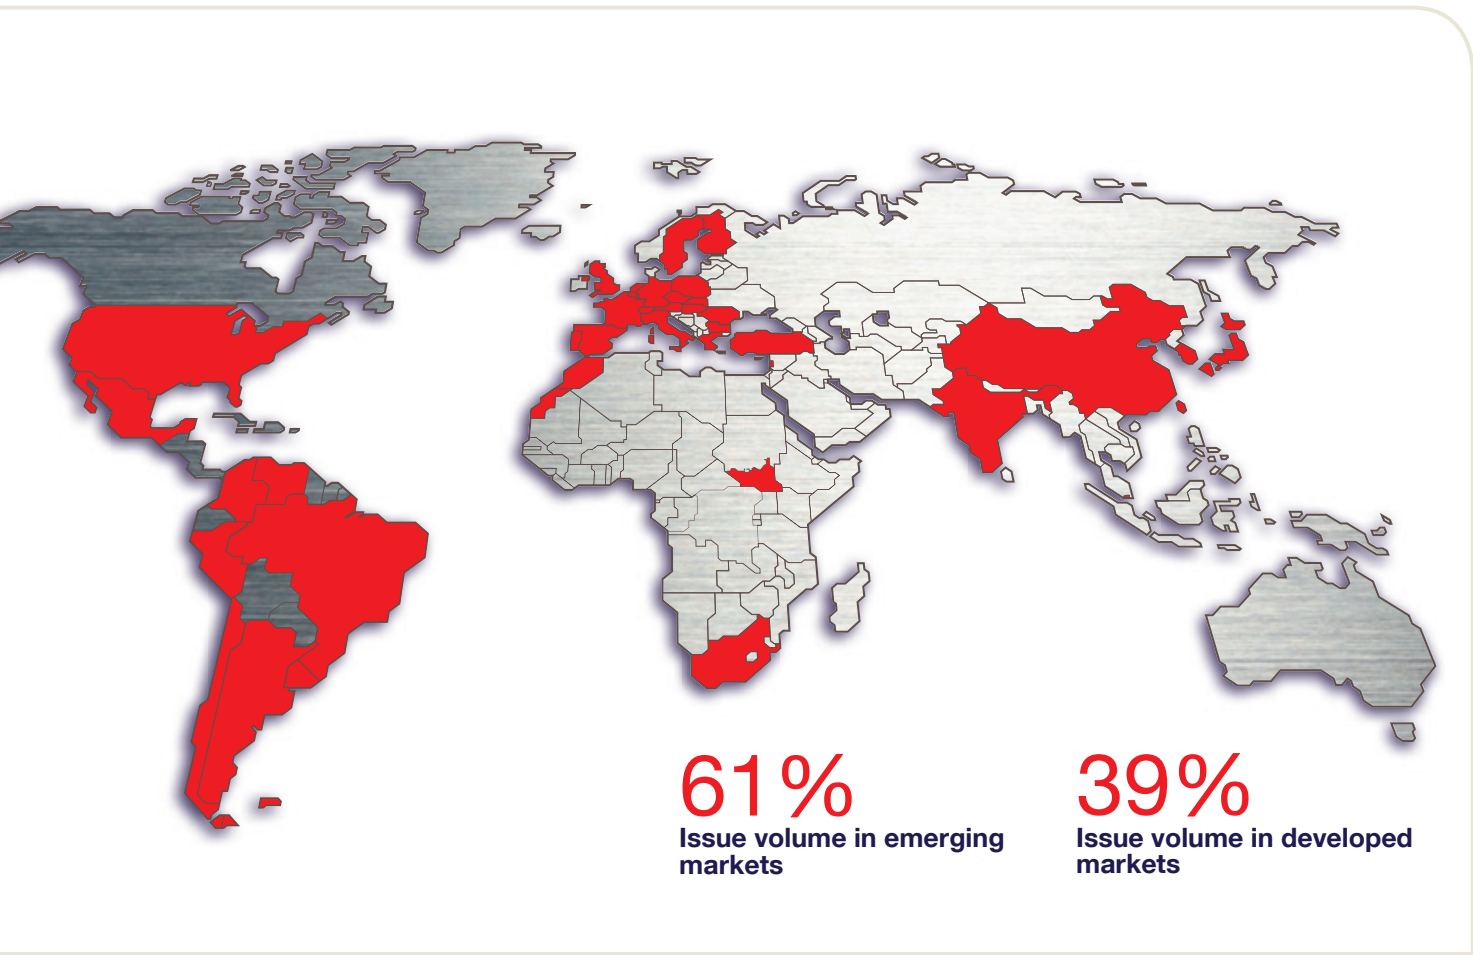 61%
Issue volume in emerging
markets
39%
Issue volume in developed
markets